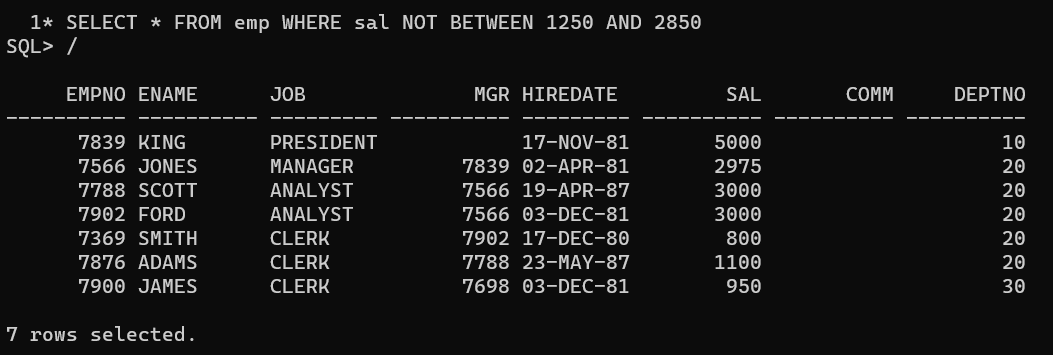 1* SELECT * FROM emp WHERE sal NOT BETWEEN 1250 AND 2850
SQL> /

     EMPNO ENAME      JOB              MGR HIREDATE         SAL       COMM     DEPTNO
---------- ---------- --------- ---------- --------- ---------- ---------- ----------
      7839 KING       PRESIDENT            17-NOV-81       5000                    10
      7566 JONES      MANAGER         7839 02-APR-81       2975                    20
      7788 SCOTT      ANALYST         7566 19-APR-87       3000                    20
      7902 FORD       ANALYST         7566 03-DEC-81       3000                    20
      7369 SMITH      CLERK           7902 17-DEC-80        800                    20
      7876 ADAMS      CLERK           7788 23-MAY-87       1100                    20
      7900 JAMES      CLERK           7698 03-DEC-81        950                    30

7 rows selected.